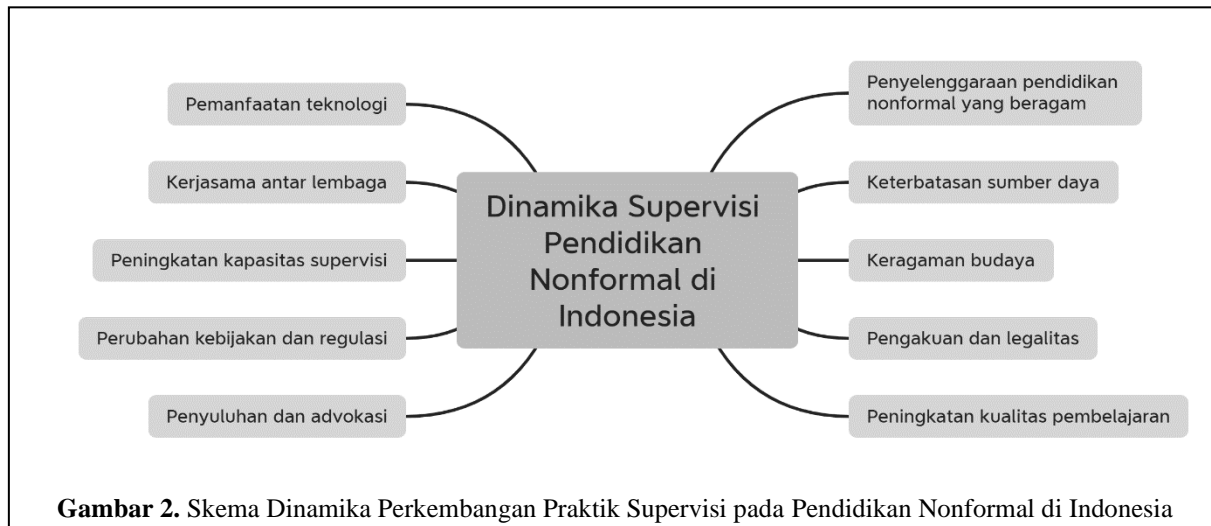 Pemanfaatan teknologi
Kerjasama antar lembaga
Peningkatan kapasitas supervisi
Perubahan kebijakan dan regulasi
Penyuluhan dan advokasi
Dinamika Supervisi
Pendidikan
Nonformal di
Indonesia
Penyelenggaraan pendidikan
nonformal yang beragam
Keterbatasan sumber daya
Keragaman budaya
Pengakuan dan legalitas
Peningkatan kualitas pembelajaran
Gambar 2. Skema Dinamika Perkembangan Praktik Supervisi pada Pendidikan Nonformal di Indonesia